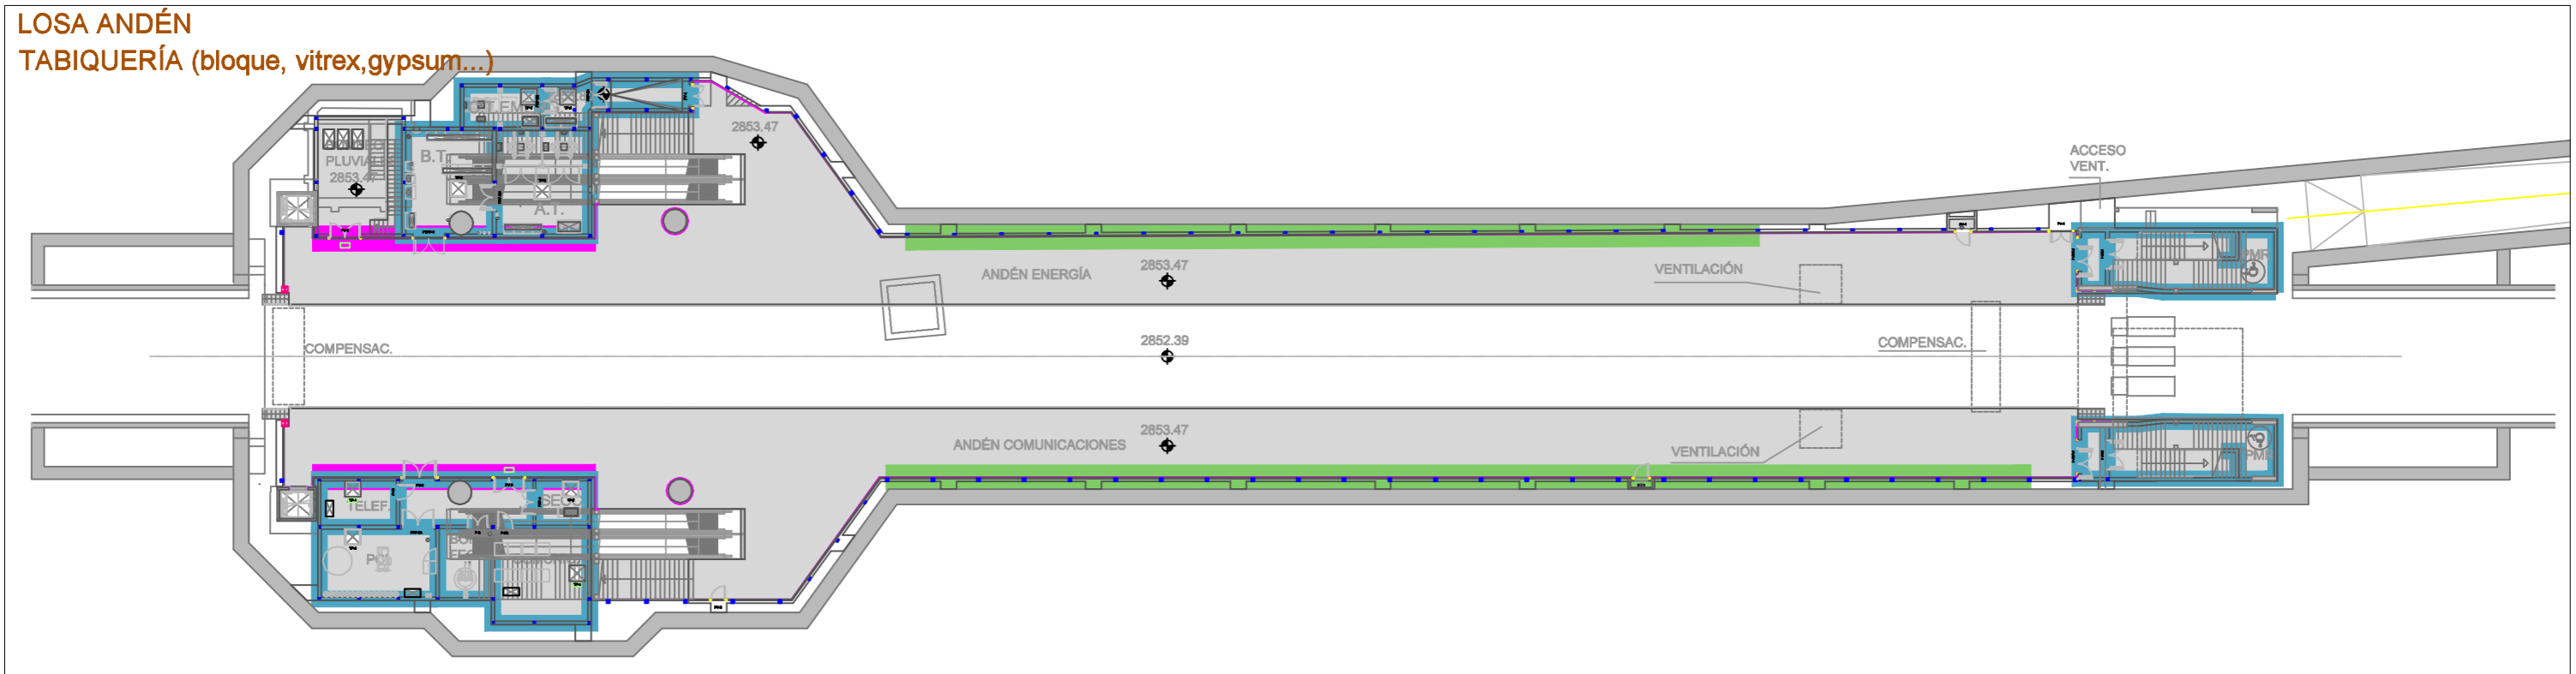 LOSA ANDÉN
TABIQUERÍA (bloque, vitrex,gypsum...)
2853.47
B.T.
2853.47
A.T.
ACCESO
VENT.
PMR
ANDÉN ENERGÍA
2853.47
VENTILACIÓN
COMPENSAC.
2852.39
COMPENSAC.
2853.47
ANDÉN COMUNICACIONES
VENTILACIÓN
TELEF.